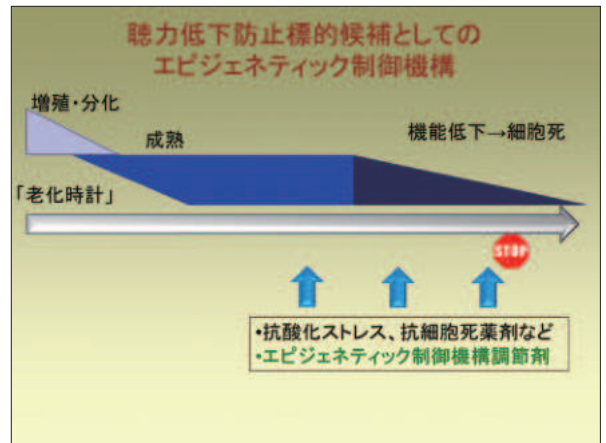 聴力低下防止標的候補としての
エピジェネティック制御機構
増殖・分化
成熟
機能低下→細胞死
「老化時計」
STOP
•抗酸化ストレス、抗細胞死薬剤など
•エピジェネティック制御機構調節剤